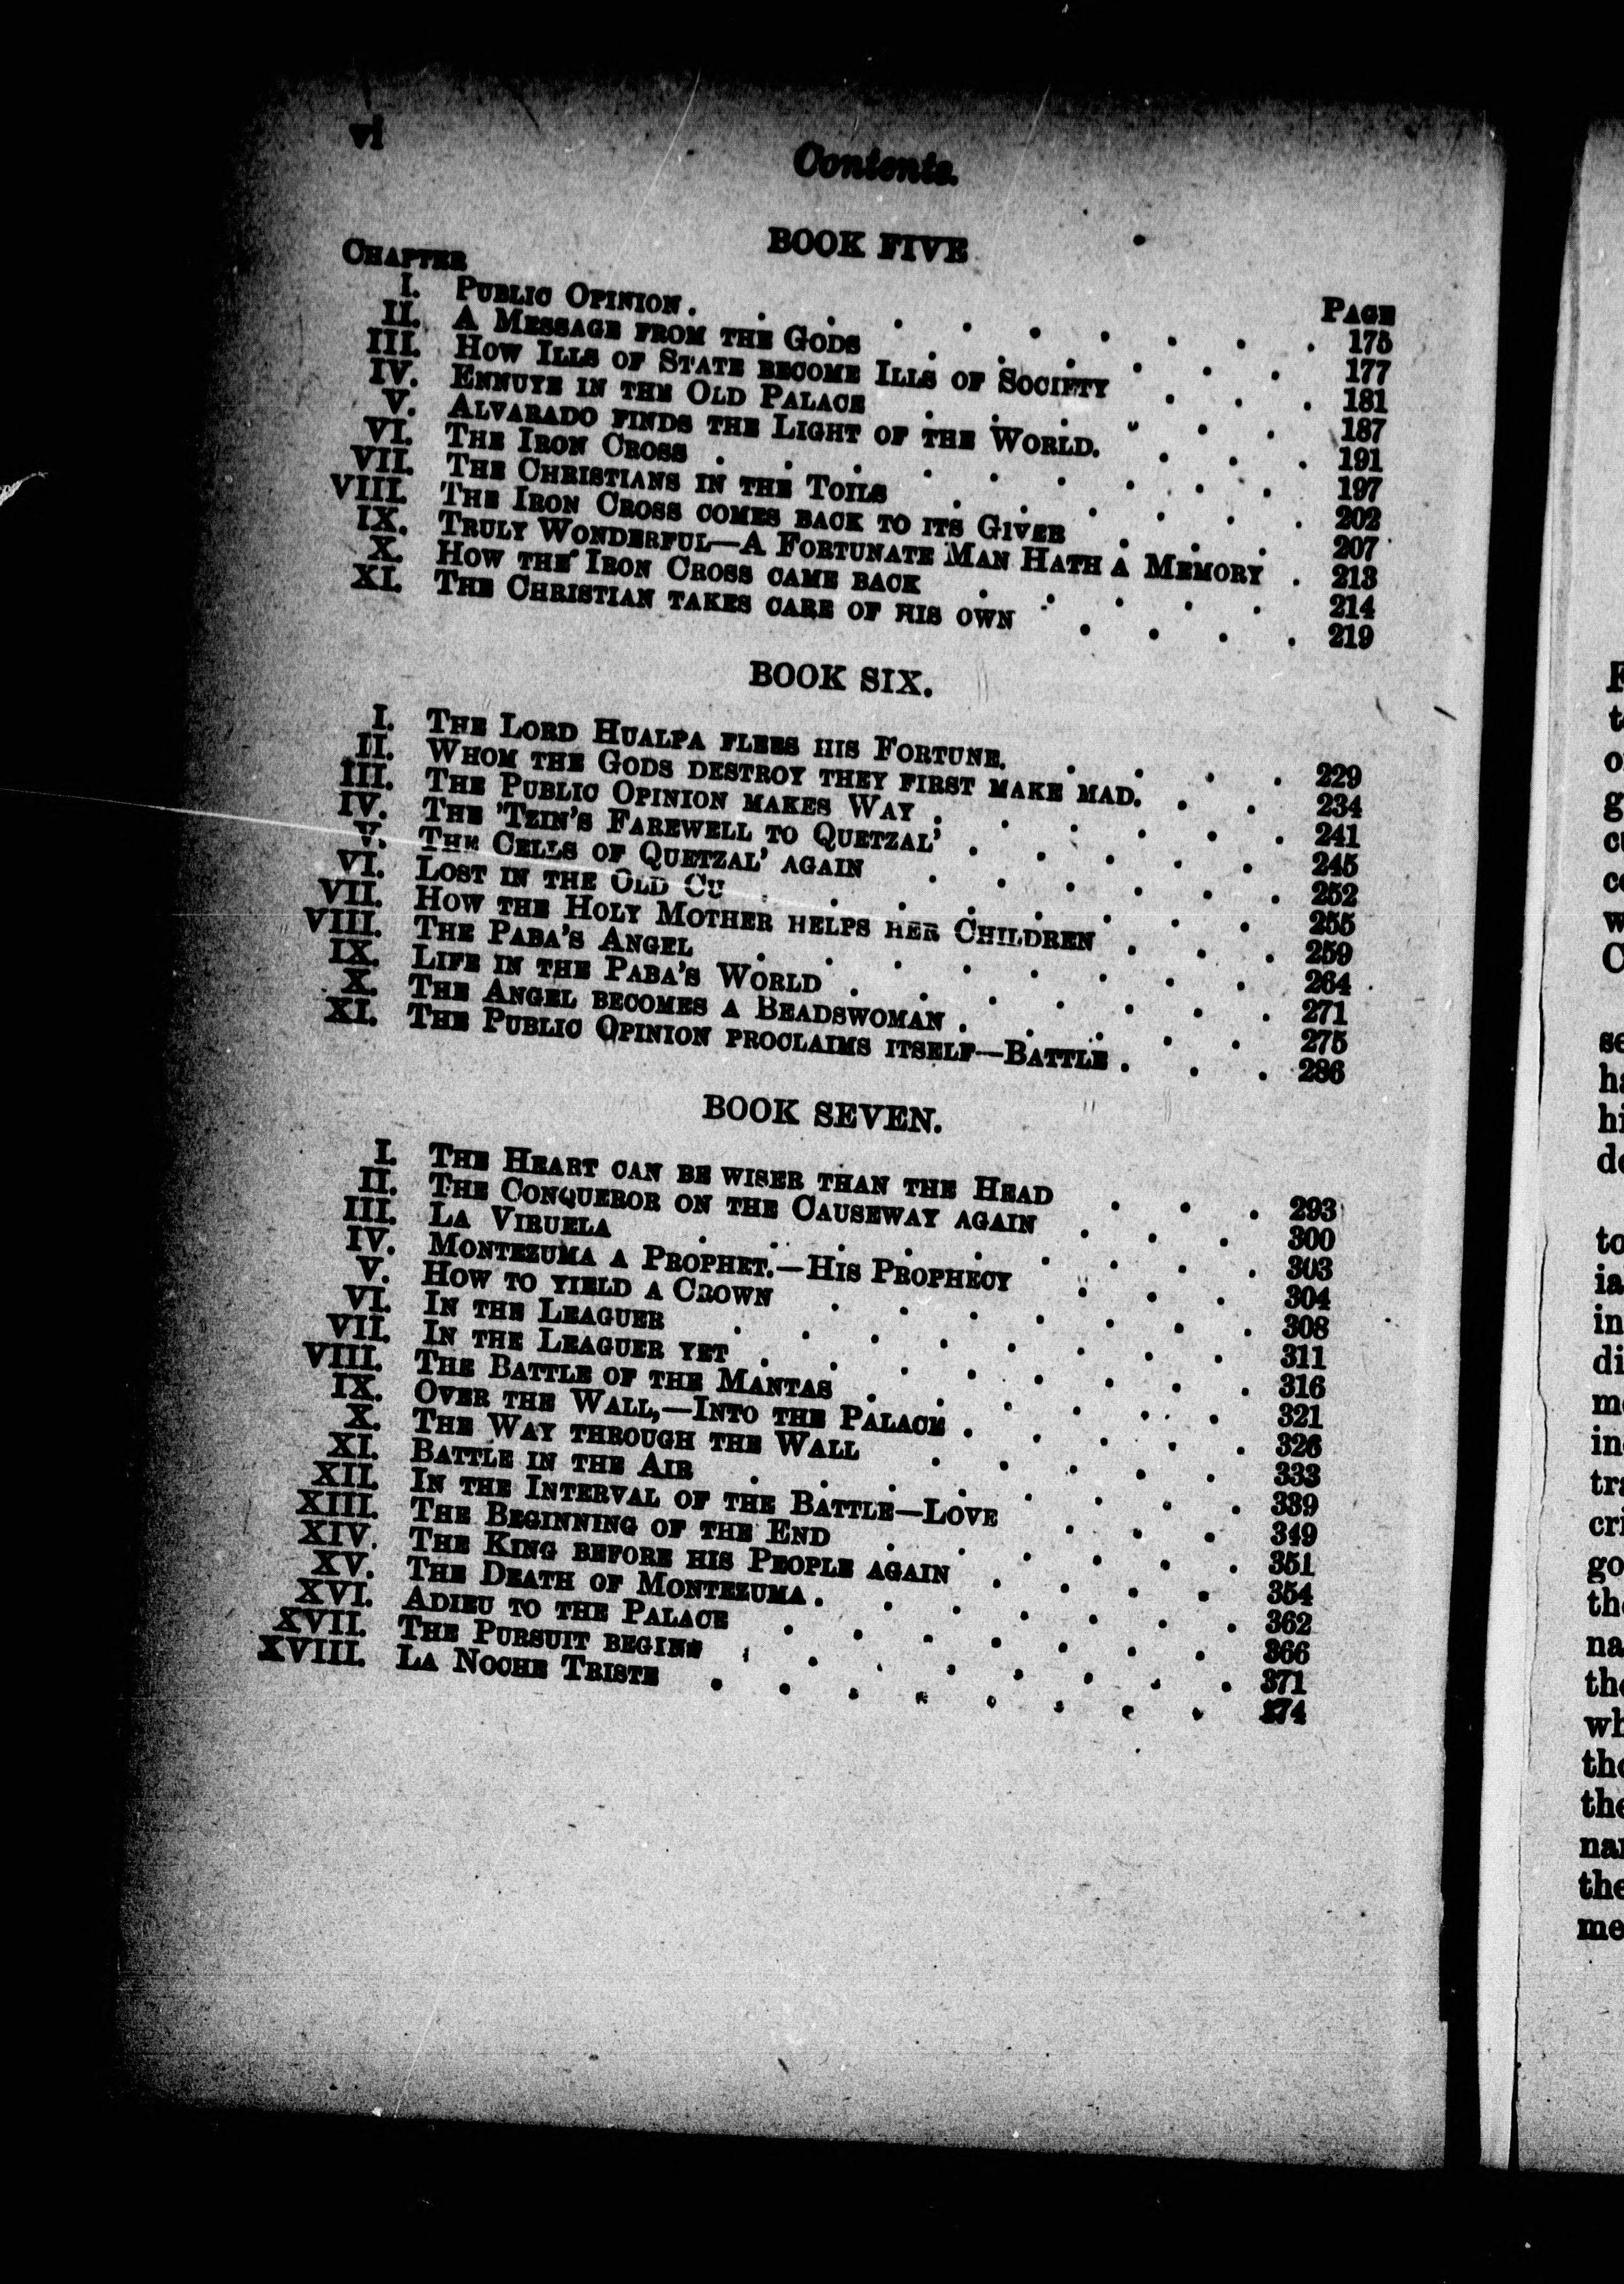 vi
Contents.
BOOK FIVE
CHAPTER PAGE
I. PUBLIC OPINION . . . . . . . . . . 175
II. A MESSAGE FROM THE GODS . . . . . . 177
III. HOW ILLS OF STATE BECOME ILLS OF SOCIETY . . . 181
IV. ENNUYE IN THE OLD PALACE . . . . . . 187
V. ALVARADO FINDS THE LIGHT OF THE WORLD. . . . 191
VI. THE IRON CROSS . . . . . . . . . 197
VII. THE CHRISTIANS IN THE TOILS . . . . . . 202
VIII. THE IRON CROSS COMES BACK TO ITS GIVER . . . 207
IX. TRULY WONDERFUL—A FORTUNATE MAN HATH A MEMORY . 213
X. HOW THE IRON CROSS CAME BACK . . . . . 214
XI. THE CHRISTIAN TAKES CARE OF HIS OWN . . . . 219
BOOK SIX.
I. THE LORD HUALPA FLEES HIS FORTUNE. . . . . 229
II. WHOM THE GODS DESTROY THEY FIRST MAKE MAD. . . 234
III. THE PUBLIC OPINION MAKES WAY . . . . . . 241
IV. THE 'TZIN'S FAREWELL TO QUETZAL' . . . . . 245
V. THE CELLS OF QUETZAL' AGAIN . . . . . . 252
VI. LOST IN THE OLD CU . . . . . . . . 255
VII. HOW THE HOLY MOTHER HELPS HER CHILDREN . . . 259
VIII. THE PABA'S ANGEL . . . . . . . . 264
IX. LIFE IN THE PABA'S WORLD . . . . . . . 271
X. THE ANGEL BECOMES A BEADSWOMAN . . . . . 275
XI. THE PUBLIC OPINION PROCLAIMS ITSELF—BATTLE . . . 286
BOOK SEVEN.
I. THE HEART CAN BE WISER THAN THE HEAD . . . 293
II. THE CONQUEROR ON THE CAUSEWAY AGAIN . . . 300
III. LA VIRUELA . . . . . . . . . 303
IV. MONTEZUMA A PROPHET.—HIS PROPHECY . . . 304
V. HOW TO YIELD A CROWN . . . . . . . 308
VI. IN THE LEAGUER . . . . . . . . 311
VII. IN THE LEAGUER YET . . . . . . . . 316
VIII. THE BATTLE OF THE MANTAS . . . . . . 321
IX. OVER THE WALL,—INTO THE PALACE . . . . . 326
X. THE WAY THROUGH THE WALL . . . . . 333
XI. BATTLE IN THE AIR . . . . . . . . 339
XII. IN THE INTERVAL OF THE BATTLE—LOVE . . . 349
XIII. THE BEGINNING OF THE END . . . . . . 351
XIV. THE KING BEFORE HIS PEOPLE AGAIN . . . . 354
XV. THE DEATH OF MONTEZUMA . . . . . . . 362
XVI. ADIEU TO THE PALACE . . . . . . . 366
XVII. THE PURSUIT BEGINS . . . . . . . . 371
XVIII. LA NOCHE TRISTE . . . . . . . . 374